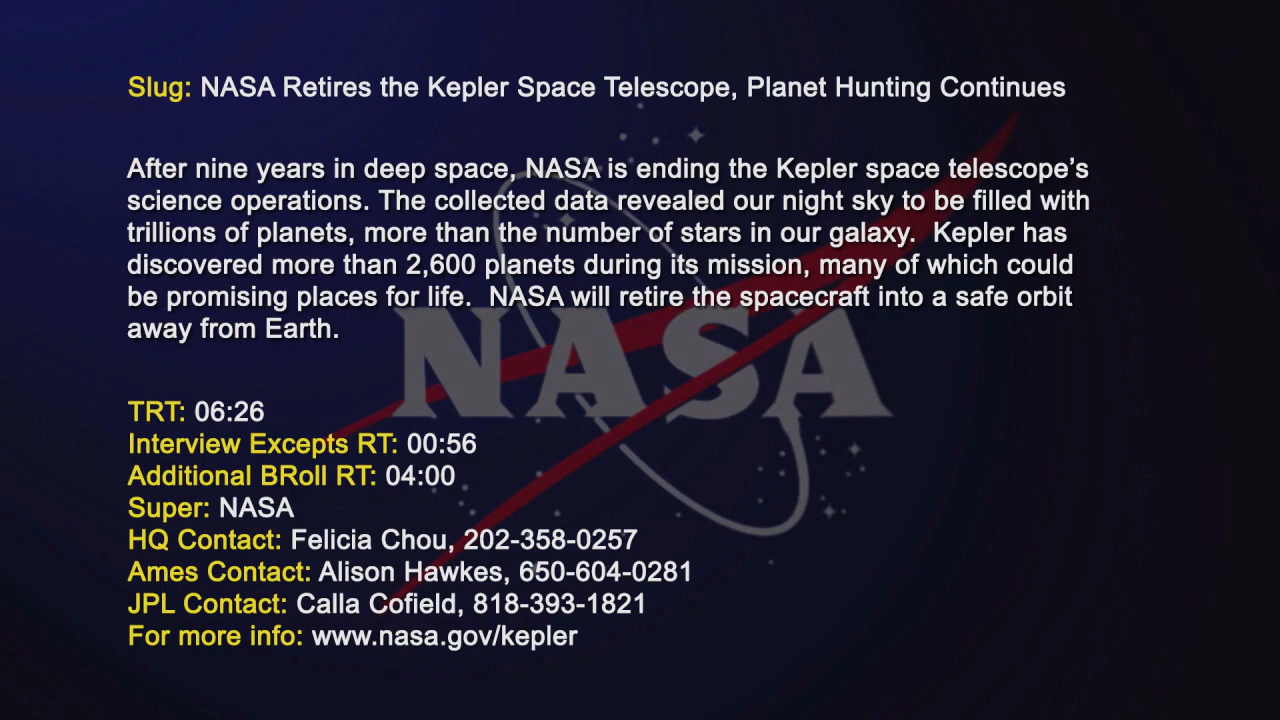 Slug: NASA Retires the Kepler Space Telescope, Planet Hunting Continues
After nine years in deep space, NASA is ending the Kepler space telescope’s
science operations. The collected data revealed our night sky to be filled with
trillions of planets, more than the number of stars in our galaxy.  Kepler has
discovered more than 2,600 planets during its mission, many of which could
be promising places for life.  NASA will retire the spacecraft into a safe orbit
away from Earth.
NASA
TRT: 06:26
Interview Excepts RT: 00:56
Additional BRoll RT: 04:00
Super: NASA
HQ Contact: Felicia Chou, 202-358-0257
Ames Contact: Alison Hawkes, 650-604-0281
JPL Contact: Calla Cofield, 818-393-1821
For more info: www.nasa.gov/kepler